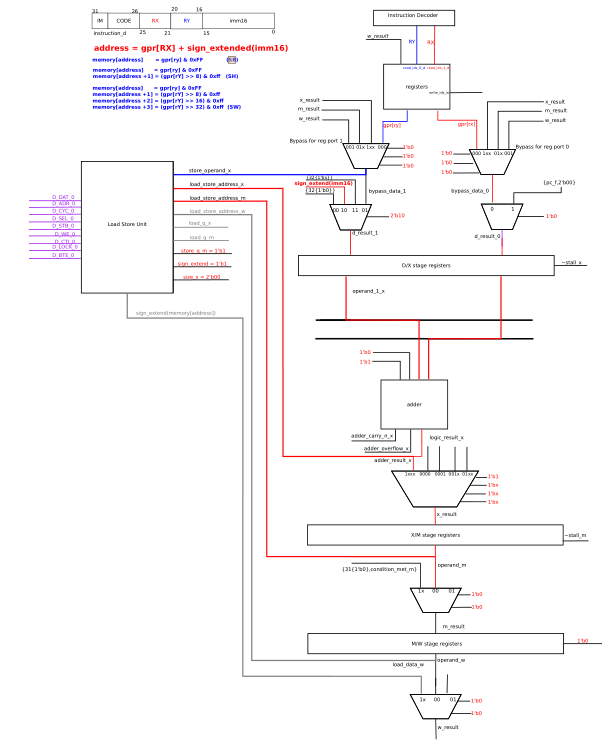 31 26 20 16
IM CODE RX RY imm16
instruction_d 25 21 15 0
address = gpr[RX] + sign_extended(imm16)
memory[address] = gpr[ry] & 0xFF (SB)
memory[address] = gpr[ry] & 0xFF
memory[address +1] = (gpr[rY] >> 8) & 0xff (SH)
memory[address] = gpr[ry] & 0xFF
memory[address +1] = (gpr[rY] >> 8) & 0xff
memory[address +2] = (gpr[rY] >> 16) & 0xff
memory[address +3] = (gpr[rY] >> 32) & 0xff (SW)
Instruction Decoder
w_result
RY RX
registers
x_result
m_result
w_result
gpr[ry]
gpr[rx]
x_result
m_result
w_result
Bypass for reg port 1
001 01x 1xx 000
1'b0
1'b0
1'b0
Bypass for reg port 0
000 1xx 01x 001
1'b0
1'b0
1'b0
sign_extend(imm16)
bypass_data_1
00 10 11 01
2'b10
d_result_1
bypass_data_0
{pc_f,2'b00}
0 1
1'b0
d_result_0
Load Store Unit
D_DAT_O
D_ADR_O
D_CYC_O
D_SEL_O
D_STB_O
D_WE_O
D_CTI_O
D_LOCK_O
D_BTE_O
store_operand_x
load_store_address_x
load_store_address_m
load_store_address_w
load_q_x
load_q_m
store_q_m = 1'b1
sign_extend = 1'b1
size_x = 2'b00
sign_extend(memory[address])
D/X stage registers
~stall_x
operand_1_x
1'b0
1'b1
adder
adder_carry_n_x
adder_overflow_x
adder_result_x
logic_result_x
1xxx 0000 0001 001x 01xx
1'b1
1'bx
1'bx
1'bx
x_result
X/M stage registers
~stall_m
{31{1'b0},condition_met_m}
operand_m
1x 00 01
1'b0
1'b0
m_result
M/W stage registers
1'b0
load_data_w
operand_w
1x 00 01
1'b0
1'b0
w_result